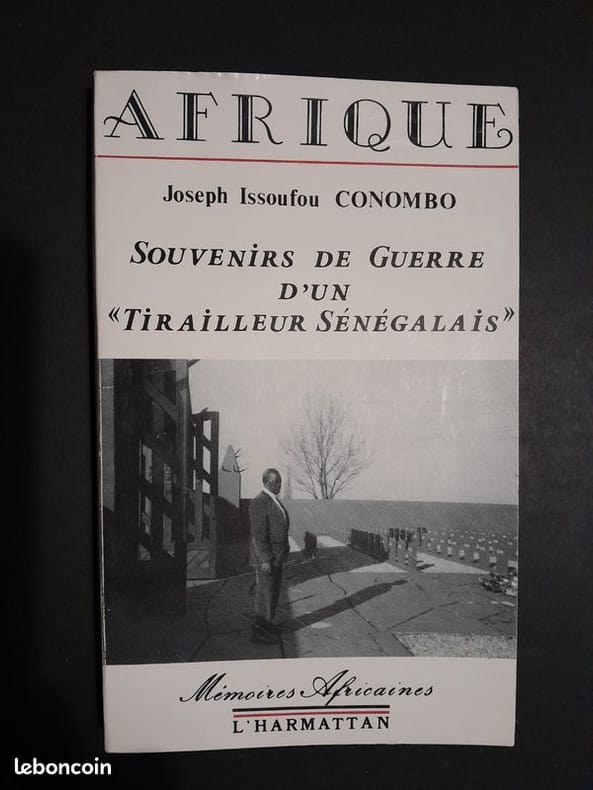 AFRIQUE
Joseph Issoufou CONOMBO
SOUVENIRS DE GUERRE
D'UN
«TIRAILLEUR SÉNÉGALAIS»
Mémoires Africaines
L'HARMATTAN
leboncoin